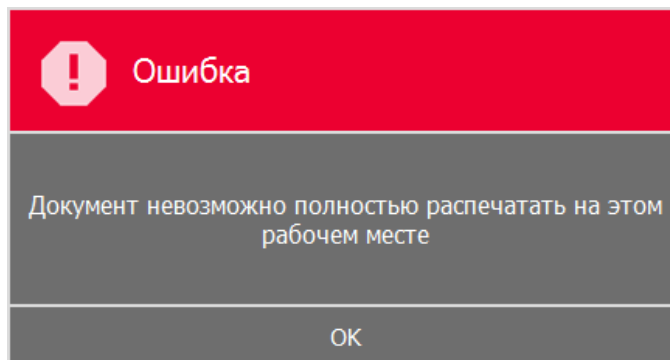 Ошибка
Документ невозможно полностью распечатать на этом
рабочем месте
OK